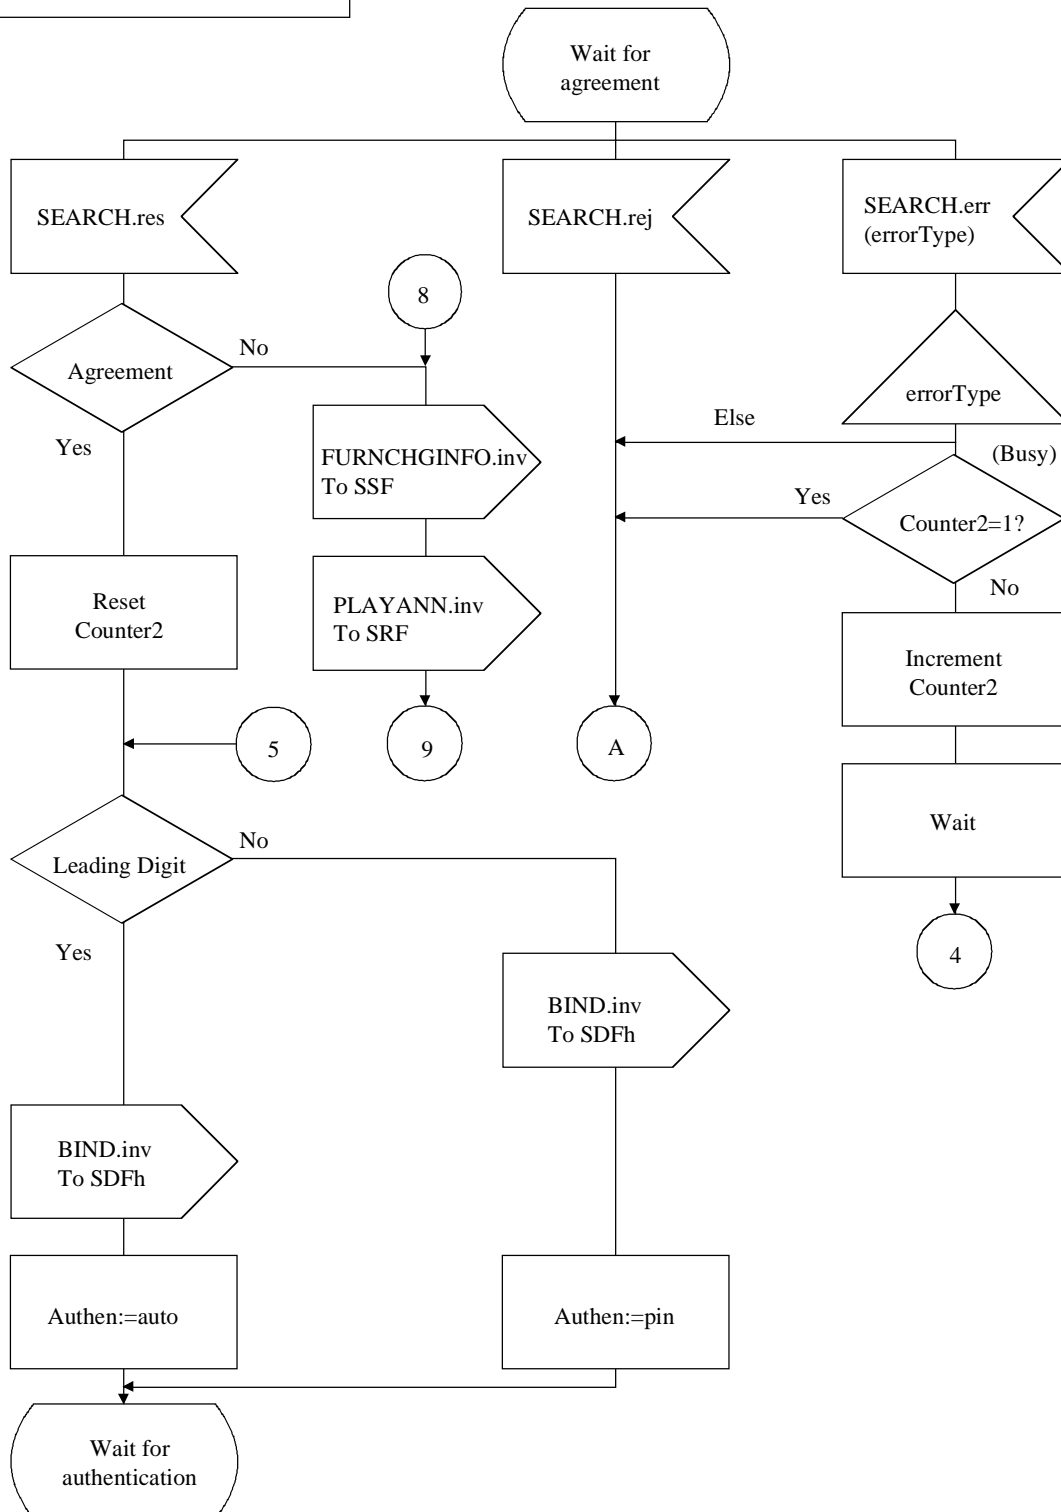 Wait for
agreement
SEARCH.res
SEARCH.rej
SEARCH.err
(errorType)
8
No
Agreement
errorType
Else
Yes
(Busy)
FURNCHGINFO.inv
To SSF
Yes
Counter2=1?
No
Reset
Counter2
PLAYANN.inv
To SRF
Increment
Counter2
5
9
A
No
Wait
Leading Digit
Yes
4
BIND.inv
To SDFh
BIND.inv
To SDFh
Authen:=auto
Authen:=pin
Wait for
authentication